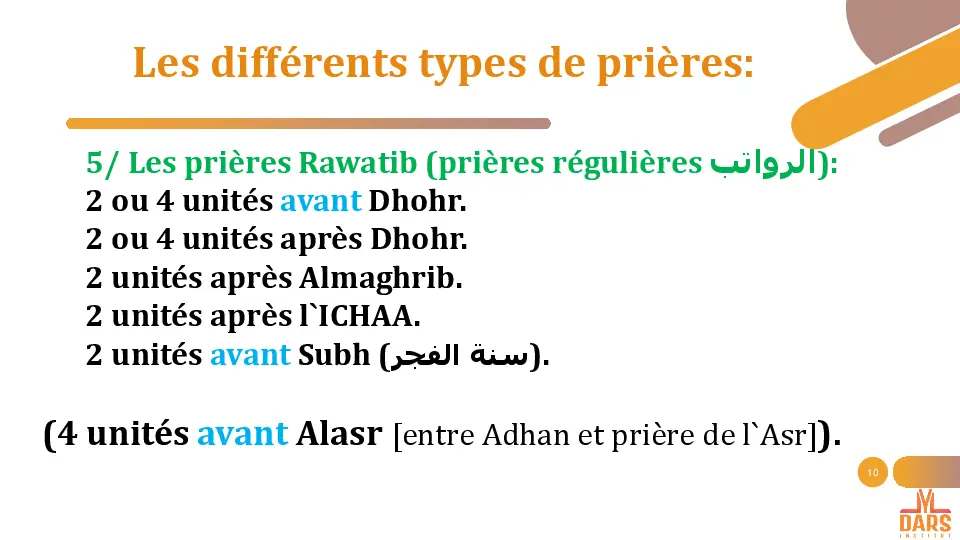 Les différents types de prières:
5/ Les prières Rawatib (prières régulières الرواتب):
2 ou 4 unités avant Dhohr.
2 ou 4 unités après Dhohr.
2 unités après Almaghrib.
2 unités après l`ICHAA.
2 unités avant Subh (سنة الفجر).
(4 unités avant Alasr [entre Adhan et prière de l`Asr]).
10
DARS
INSTITUT